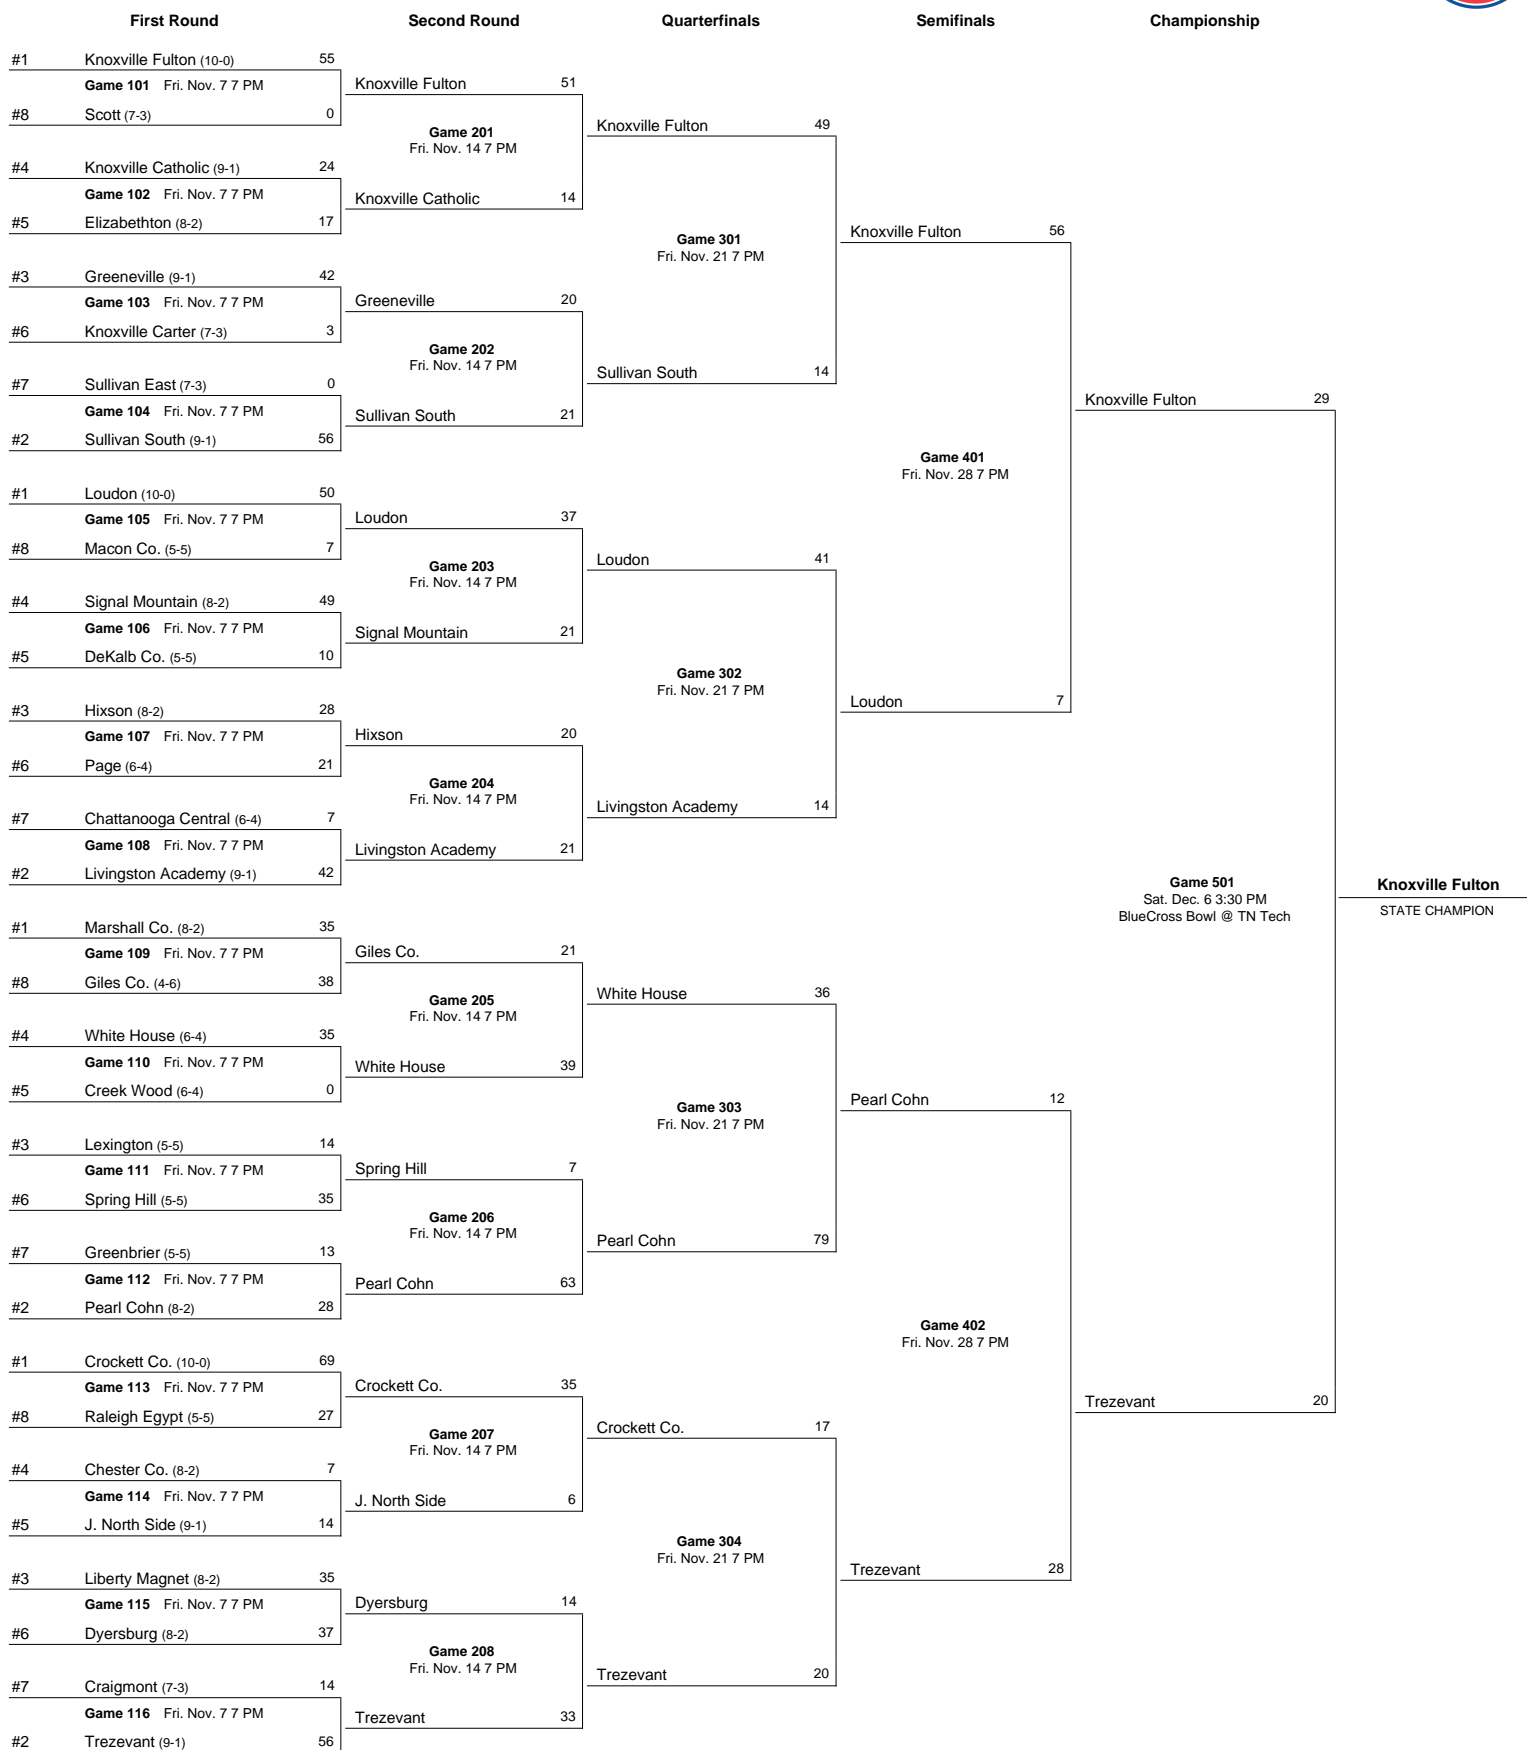 First Round Second Round Quarterfinals Semifinals Championship
#1 Knoxville Fulton (10-0) 55
Game 101 Fri. Nov. 7 7 PM
#8 Scott (7-3) 0
#4 Knoxville Catholic (9-1) 24
Game 102 Fri. Nov. 7 7 PM
#5 Elizabethton (8-2) 17
#3 Greeneville (9-1) 42
Game 103 Fri. Nov. 7 7 PM
#6 Knoxville Carter (7-3) 3
#7 Sullivan East (7-3) 0
Game 104 Fri. Nov. 7 7 PM
#2 Sullivan South (9-1) 56
#1 Loudon (10-0) 50
Game 105 Fri. Nov. 7 7 PM
#8 Macon Co. (5-5) 7
#4 Signal Mountain (8-2) 49
Game 106 Fri. Nov. 7 7 PM
#5 DeKalb Co. (5-5) 10
#3 Hixson (8-2) 28
Game 107 Fri. Nov. 7 7 PM
#6 Page (6-4) 21
#7 Chattanooga Central (6-4) 7
Game 108 Fri. Nov. 7 7 PM
#2 Livingston Academy (9-1) 42
#1 Marshall Co. (8-2) 35
Game 109 Fri. Nov. 7 7 PM
#8 Giles Co. (4-6) 38
#4 White House (6-4) 35
Game 110 Fri. Nov. 7 7 PM
#5 Creek Wood (6-4) 0
#3 Lexington (5-5) 14
Game 111 Fri. Nov. 7 7 PM
#6 Spring Hill (5-5) 35
#7 Greenbrier (5-5) 13
Game 112 Fri. Nov. 7 7 PM
#2 Pearl Cohn (8-2) 28
#1 Crockett Co. (10-0) 69
Game 113 Fri. Nov. 7 7 PM
#8 Raleigh Egypt (5-5) 27
#4 Chester Co. (8-2) 7
Game 114 Fri. Nov. 7 7 PM
#5 J. North Side (9-1) 14
#3 Liberty Magnet (8-2) 35
Game 115 Fri. Nov. 7 7 PM
#6 Dyersburg (8-2) 37
#7 Craigmont (7-3) 14
Game 116 Fri. Nov. 7 7 PM
#2 Trezevant (9-1) 56
Knoxville Fulton 51
Game 201
Fri. Nov. 14 7 PM
Knoxville Catholic 14
Greeneville 20
Game 202
Fri. Nov. 14 7 PM
Sullivan South 21
Loudon 37
Game 203
Fri. Nov. 14 7 PM
Signal Mountain 21
Hixson 20
Game 204
Fri. Nov. 14 7 PM
Livingston Academy 21
Giles Co. 21
Game 205
Fri. Nov. 14 7 PM
White House 39
Spring Hill 7
Game 206
Fri. Nov. 14 7 PM
Pearl Cohn 63
Crockett Co. 35
Game 207
Fri. Nov. 14 7 PM
J. North Side 6
Dyersburg 14
Game 208
Fri. Nov. 14 7 PM
Trezevant 33
Knoxville Fulton 49
Game 301
Fri. Nov. 21 7 PM
Sullivan South 14
Loudon 41
Game 302
Fri. Nov. 21 7 PM
Livingston Academy 14
White House 36
Game 303
Fri. Nov. 21 7 PM
Pearl Cohn 79
Crockett Co. 17
Game 304
Fri. Nov. 21 7 PM
Trezevant 20
Knoxville Fulton 56
Game 401
Fri. Nov. 28 7 PM
Loudon 7
Pearl Cohn 12
Game 402
Fri. Nov. 28 7 PM
Trezevant 28
Knoxville Fulton 29
Game 501
Sat. Dec. 6 3:30 PM
BlueCross Bowl @ TN Tech
Trezevant 20
Knoxville Fulton
STATE CHAMPION